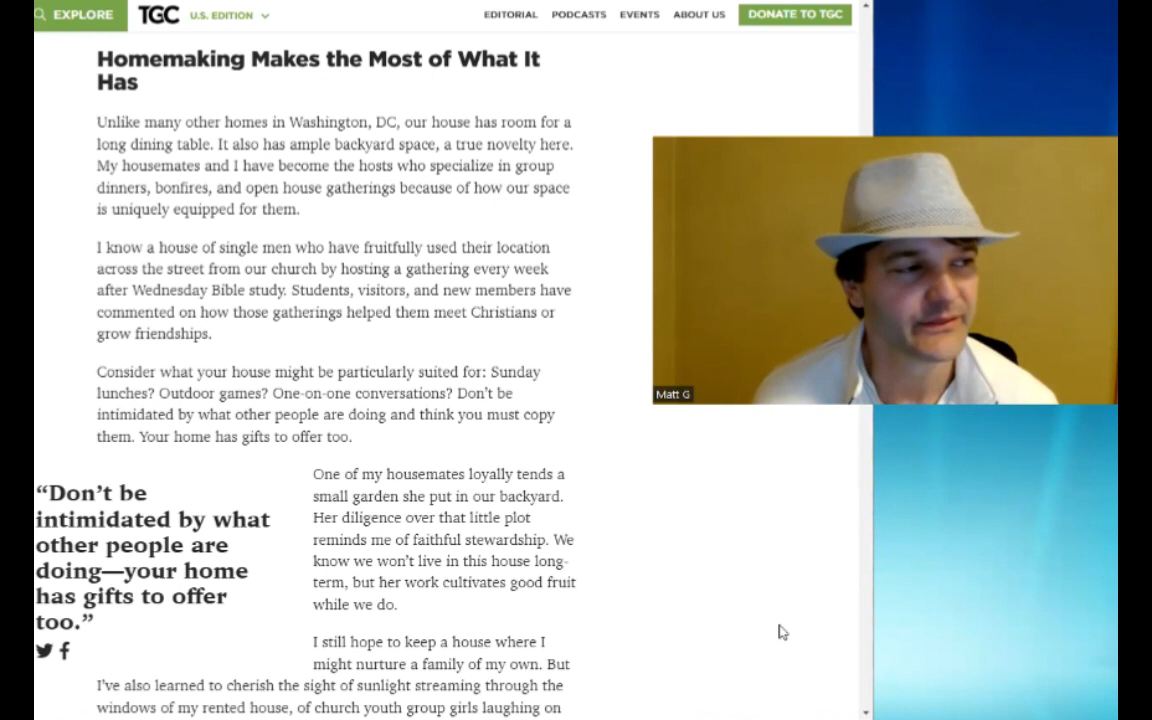 EXPLORE
TGC
U.S. EDITION
EDITORIAL
PODCASTS
EVENTS
ABOUT US
DONATE TO TGC
Homemaking Makes the Most of What It
Has
Unlike many other homes in Washington, DC, our house has room for a
long dining table. It also has ample backyard space, a true novelty here.
My housemates and I have become the hosts who specialize in group
dinners, bonfires, and open house gatherings because of how our space
is uniquely equipped for them.
I know a house of single men who have fruitfully used their location
across the street from our church by hosting a gathering every week
after Wednesday Bible study. Students, visitors, and new members have
commented on how those gatherings helped them meet Christians or
grow friendships.
Consider what your house might be particularly suited for: Sunday
lunches? Outdoor games? One-on-one conversations? Don’t be
intimidated by what other people are doing and think you must copy
them. Your home has gifts to offer too.
“Don’t be
intimidated by what
other people are
doing—your home
has gifts to offer
too.”
One of my housemates loyally tends a
small garden she put in our backyard.
Her diligence over that little plot
reminds me of faithful stewardship. We
know we won’t live in this house long-
term, but her work cultivates good fruit
while we do.
I still hope to keep a house where I
might nurture a family of my own. But
I’ve also learned to cherish the sight of sunlight streaming through the
windows of my rented house, of church youth group girls laughing on
Matt G